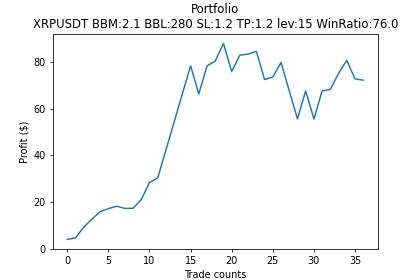 Portfolio
XRPUSDT BBM:2.1 BBL:280 SL:1.2 TP:1.2 lev:15 WinRatio:76.0
Profit ($)
80
60
40
20
0
0 5 10 15 20 25 30 35
Trade counts